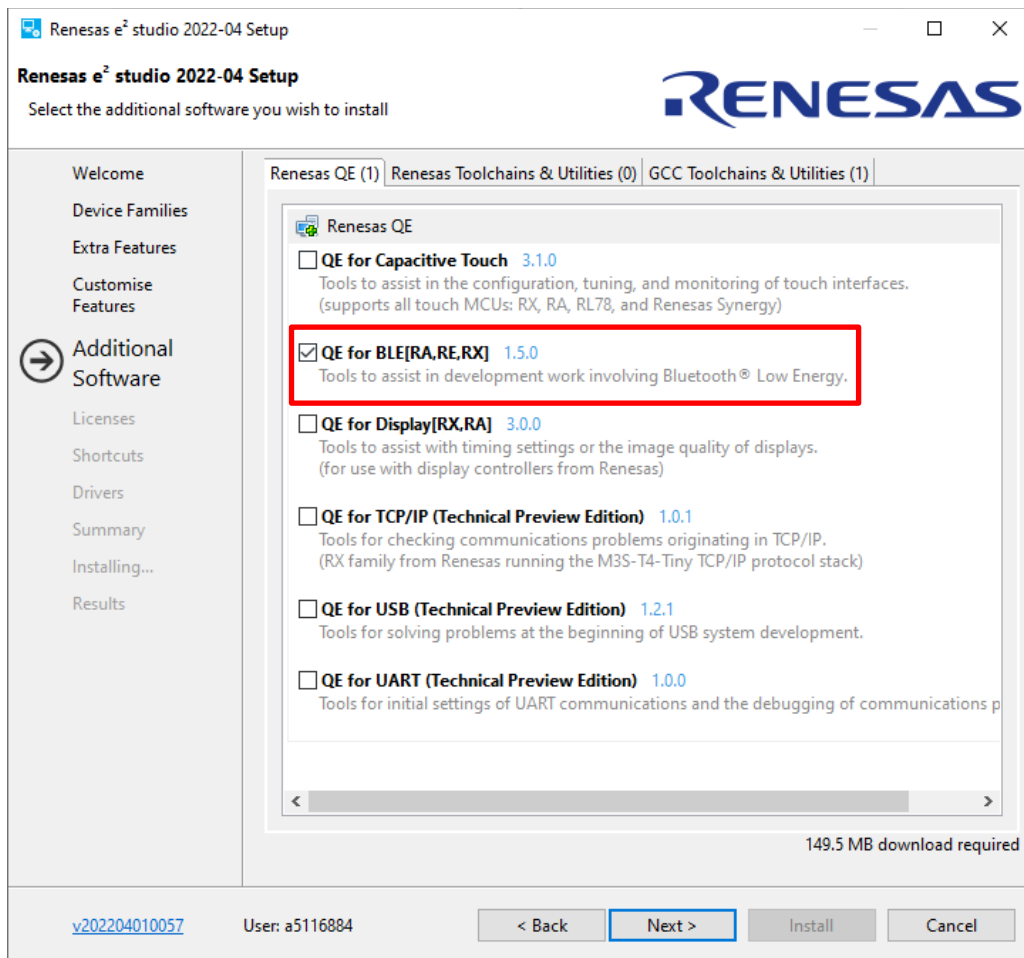 Renesas e² studio 2022-04 Setup
Renesas e² studio 2022-04 Setup
Select the additional software you wish to install
RENESAS
Welcome
Device Families
Extra Features
Customise
Features
Additional
Software
Licenses
Shortcuts
Drivers
Summary
Installing...
Results
Renesas QE (1) Renesas Toolchains & Utilities (0) GCC Toolchains & Utilities (1)
Renesas QE
QE for Capacitive Touch 3.1.0
Tools to assist in the configuration, tuning, and monitoring of touch interfaces.
(supports all touch MCUs: RX, RA, RL78, and Renesas Synergy)
QE for BLE[RA,RE,RX] 1.5.0
Tools to assist in development work involving Bluetooth® Low Energy.
QE for Display[RX,RA] 3.0.0
Tools to assist with timing settings or the image quality of displays.
(for use with display controllers from Renesas)
QE for TCP/IP (Technical Preview Edition) 1.0.1
Tools for checking communications problems originating in TCP/IP.
(RX family from Renesas running the M3S-T4-Tiny TCP/IP protocol stack)
QE for USB (Technical Preview Edition) 1.2.1
Tools for solving problems at the beginning of USB system development.
QE for UART (Technical Preview Edition) 1.0.0
Tools for initial settings of UART communications and the debugging of communications p
149.5 MB download required
v202204010057 User: a5116884 < Back Next > Install Cancel